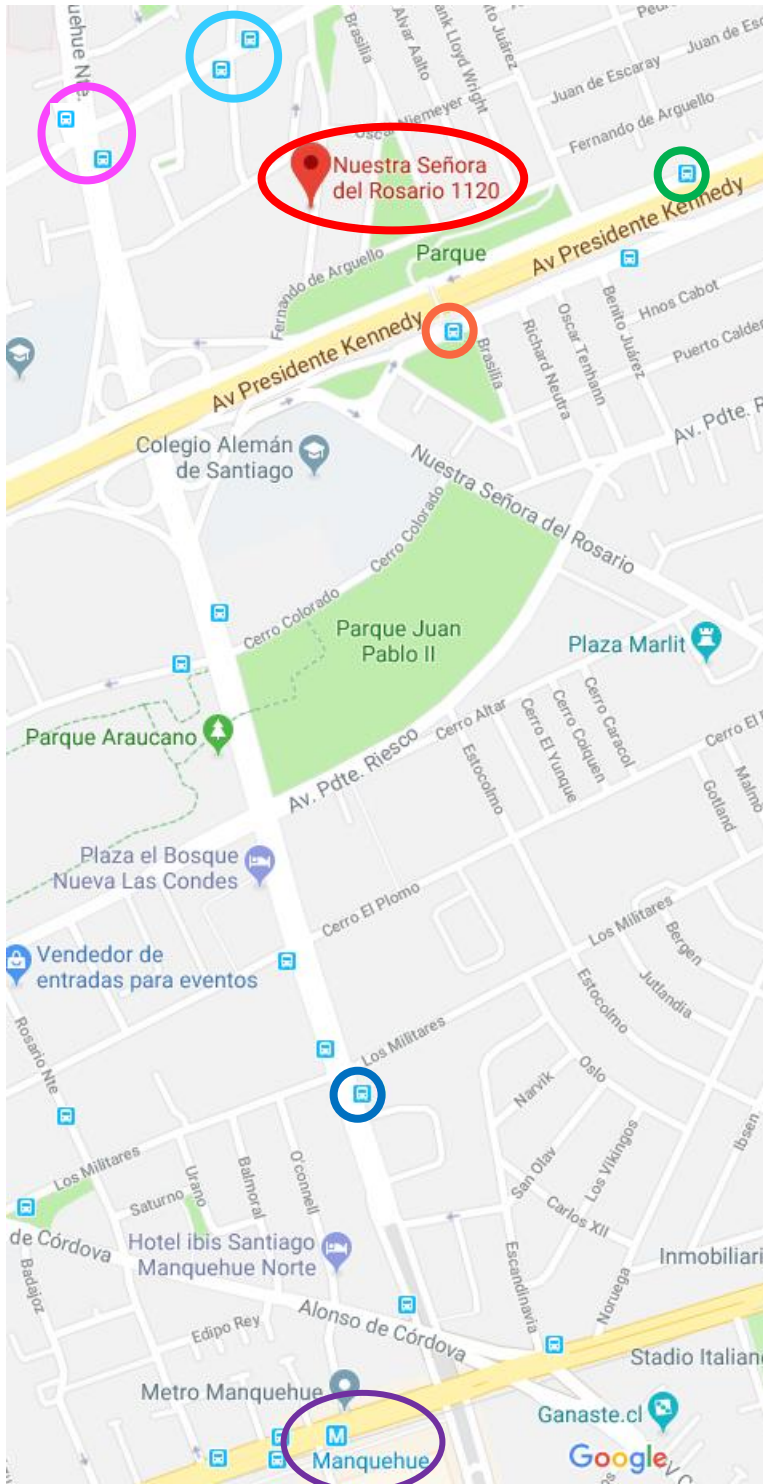 uehue Nte.
Brasilia
Alvar Aalto
ank Lloyd Wright
ito Juárez
Juan de Esc
Juan de Escaray
Oscar Niemeyer
Fernando de Arguello
Nuestra Señora
del Rosario 1120
Parque
Fernando de Arguello
Av Presidente Kennedy
Benito Juárez
Hnos Cabot
Oscar Tenhann
Richard Neutra
Brasilia
Puerto Calder
Av Presidente Kennedy
Av. Pdte. R
Colegio Alemán
de Santiago
Nuestra Señora del Rosario
Cerro Colorado
Cerro Colorado
Parque Juan
Pablo II
Plaza Marlit
Parque Araucano
Av. Pdte. Riesco
Cerro Altar
Cerro El Yunque
Cerro Colquen
Cerro Caracol
Cerro El P
Estocolmo
Gotland
Malmö
Plaza el Bosque
Nueva Las Condes
Cerro El Plomo
Los Militares
Bergen
Vendedor de
entradas para eventos
Jutlandia
Estocolmo
Rosario Nte
Los Militares
Oslo
Narvik
Ibsen
Los Vikingos
San Olav
Carlos XII
Los Militares
Saturno
Urano
Balmoral
O'connell
de Córdova
Hotel ibis Santiago
Manquehue Norte
Badajoz
Escandinavia
Noruega
Inmobiliari
Alonso de Córdova
Edipo Rey
Stadio Italian
Metro Manquehue
M
Manquehue
Ganaste.cl
Google